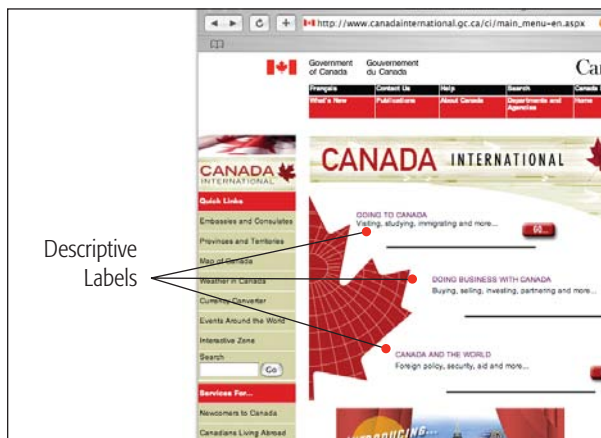 http://www.canadainternational.gc.ca/ci/main_menu-en.aspx
Government of Canada
Gouvernement du Canada
Français Contact Us Help Search Canada
What's New Publications About Canada Departments and Agencies Home
CANADA INTERNATIONAL
CANADA
INTERNATIONAL
Quick Links
Embassies and Consulates
Provinces and Territories
Map of Canada
Weather in Canada
Currency Converter
Events Around the World
Interactive Zone
Search
Go
Services For...
Newcomers to Canada
Canadians Living Abroad
GOING TO CANADA
Visiting, studying, immigrating and more...
GO...
DOING BUSINESS WITH CANADA
Buying, selling, investing, partnering and more...
CANADA AND THE WORLD
Foreign policy, security, aid and more...
INTRODUCING...
Descriptive
Labels